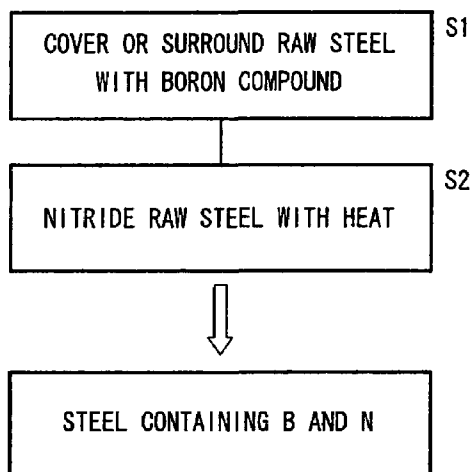 COVER OR SURROUND RAW STEEL
WITH BORON COMPOUND
S1
NITRIDE RAW STEEL WITH HEAT
S2
STEEL CONTAINING B AND N